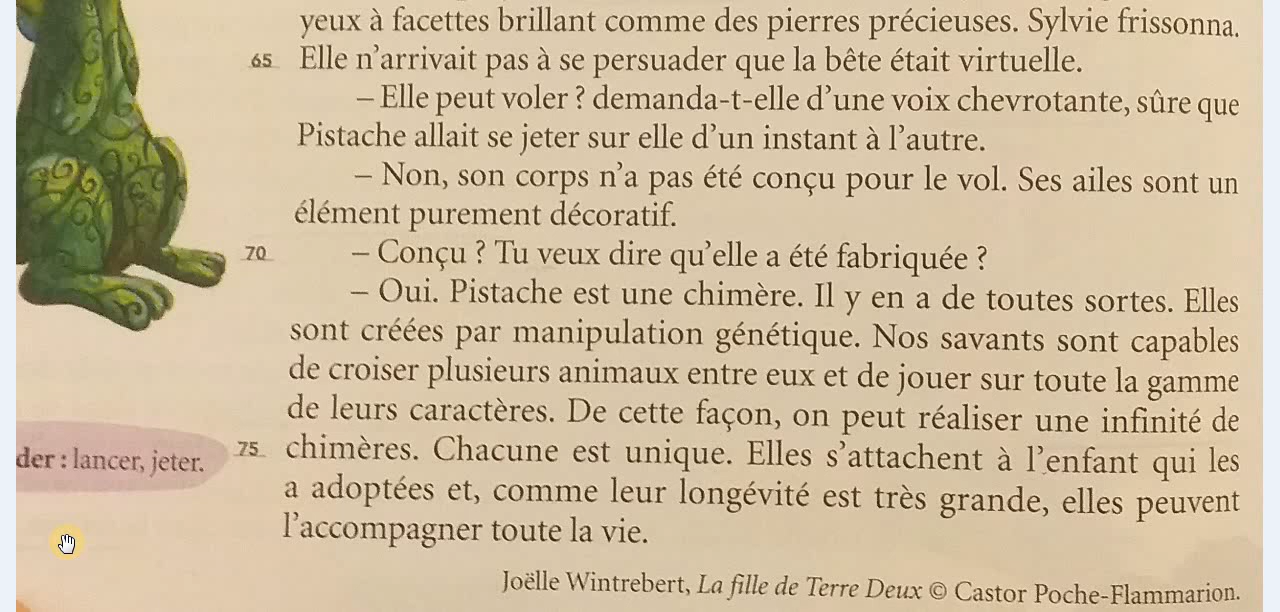 yeux à facettes brillant comme des pierres précieuses. Sylvie frissonna.
65 Elle n'arrivait pas à se persuader que la bête était virtuelle.
– Elle peut voler ? demanda-t-elle d'une voix chevrotante, sûre que
Pistache allait se jeter sur elle d'un instant à l'autre.
– Non, son corps n'a pas été conçu pour le vol. Ses ailes sont un
élément purement décoratif.
70 – Conçu ? Tu veux dire qu'elle a été fabriquée ?
– Oui. Pistache est une chimère. Il y en a de toutes sortes. Elles
sont créées par manipulation génétique. Nos savants sont capables
de croiser plusieurs animaux entre eux et de jouer sur toute la gamme
de leurs caractères. De cette façon, on peut réaliser une infinité de
75 chimères. Chacune est unique. Elles s'attachent à l'enfant qui les
a adoptées et, comme leur longévité est très grande, elles peuvent
l'accompagner toute la vie.
der : lancer, jeter.
Joëlle Wintrebert, La fille de Terre Deux © Castor Poche-Flammarion.